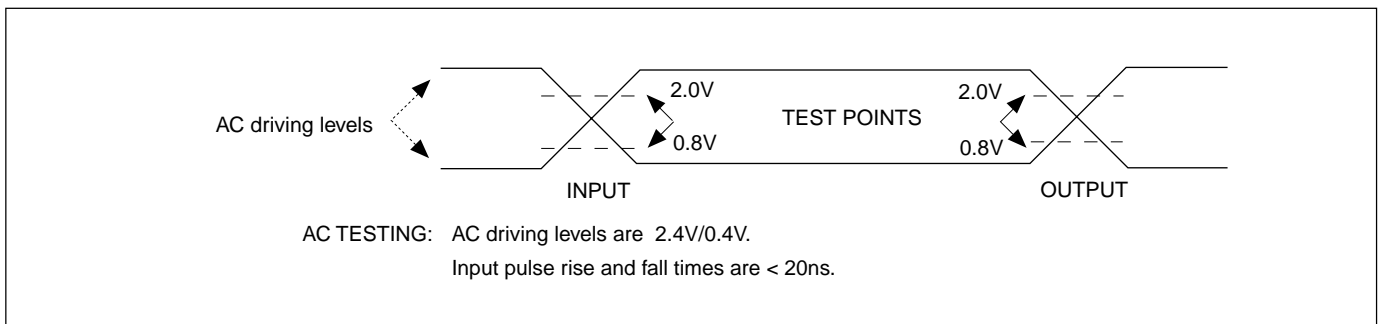 2.0V
2.0V
AC driving levels
TEST POINTS
0.8V
0.8V
INPUT
OUTPUT
AC TESTING: AC driving levels are 2.4V/0.4V.
Input pulse rise and fall times are < 20ns.